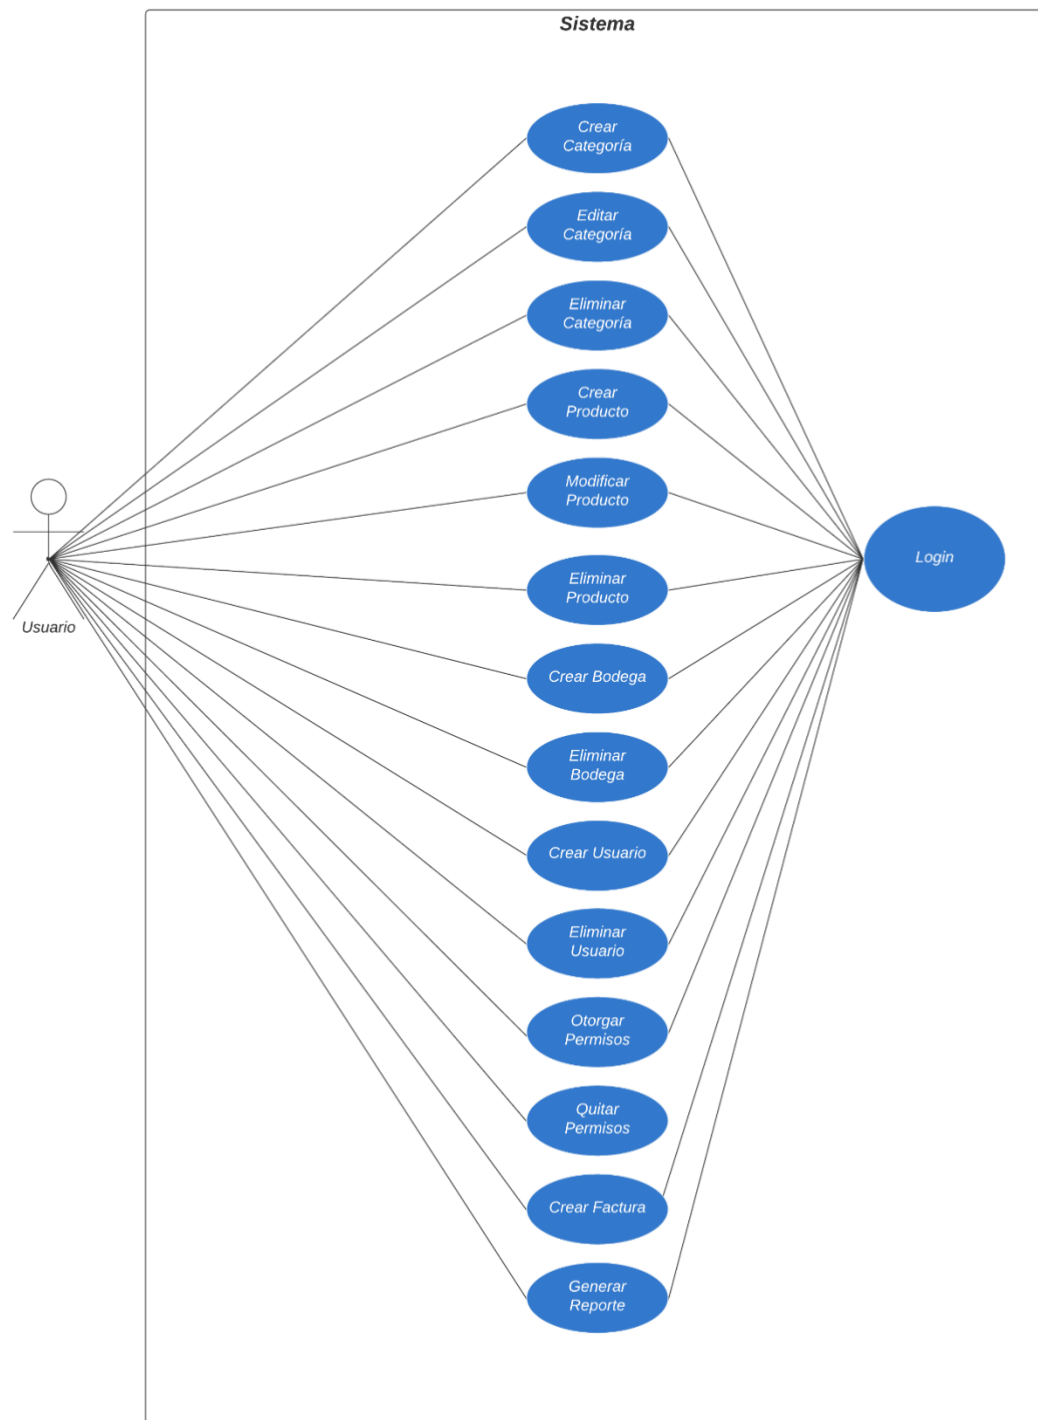 Sistema
Crear
Categoría
Editar
Categoría
Eliminar
Categoría
Crear
Producto
Modificar
Producto
Eliminar
Producto
Crear Bodega
Eliminar
Bodega
Crear Usuario
Eliminar
Usuario
Otorgar
Permisos
Quitar
Permisos
Crear Factura
Generar
Reporte
Usuario
Login